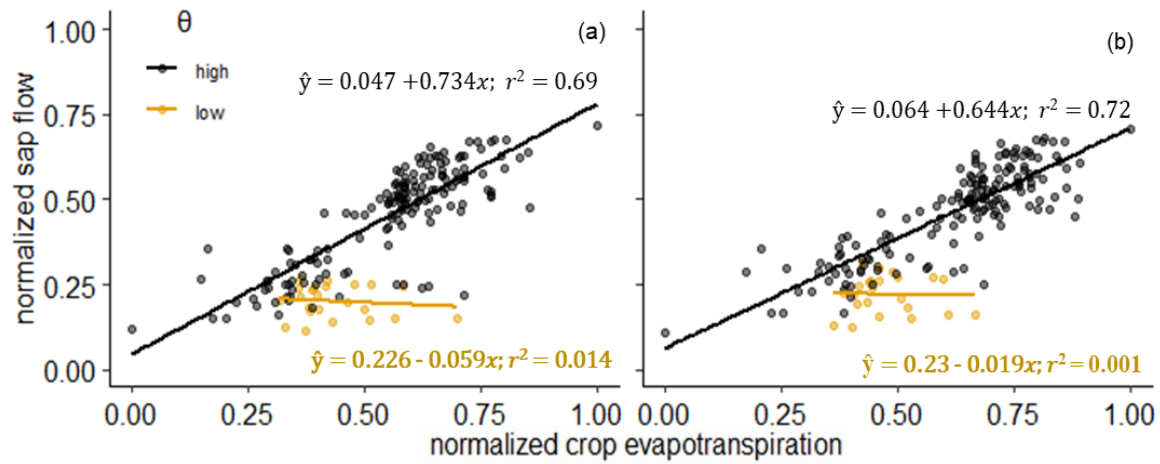 θ
high
low
(a)
ŷ = 0.047 +0.734x; r² = 0.69
ŷ = 0.226 - 0.059x; r² = 0.014
1.00
0.75
0.50
0.25
0.00
normalized sap flow
0.00 0.25 0.50 0.75 1.00
(b)
ŷ = 0.064 +0.644x; r² = 0.72
ŷ = 0.23 - 0.019x; r² = 0.001
0.00 0.25 0.50 0.75 1.00
normalized crop evapotranspiration